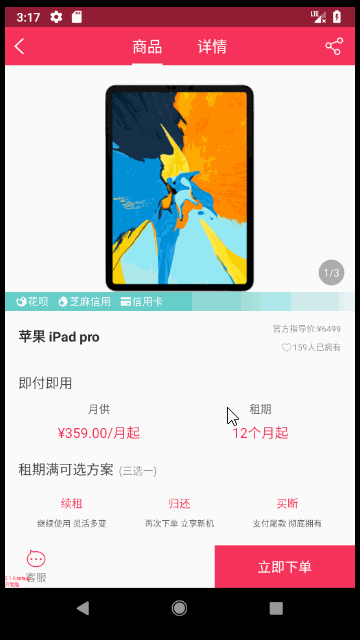 3:17 LTE
商品 详情
1/3
花呗 芝麻信用 信用卡
苹果 iPad pro
官方指导价:¥6499
159人已拥有
即付即用
月供 租期
¥359.00/月起 12个月起
租期满可选方案 (三选一)
续租 归还 买断
继续使用 灵活多变 再次下单 立享新机 支付尾款 彻底拥有
客服
立即下单